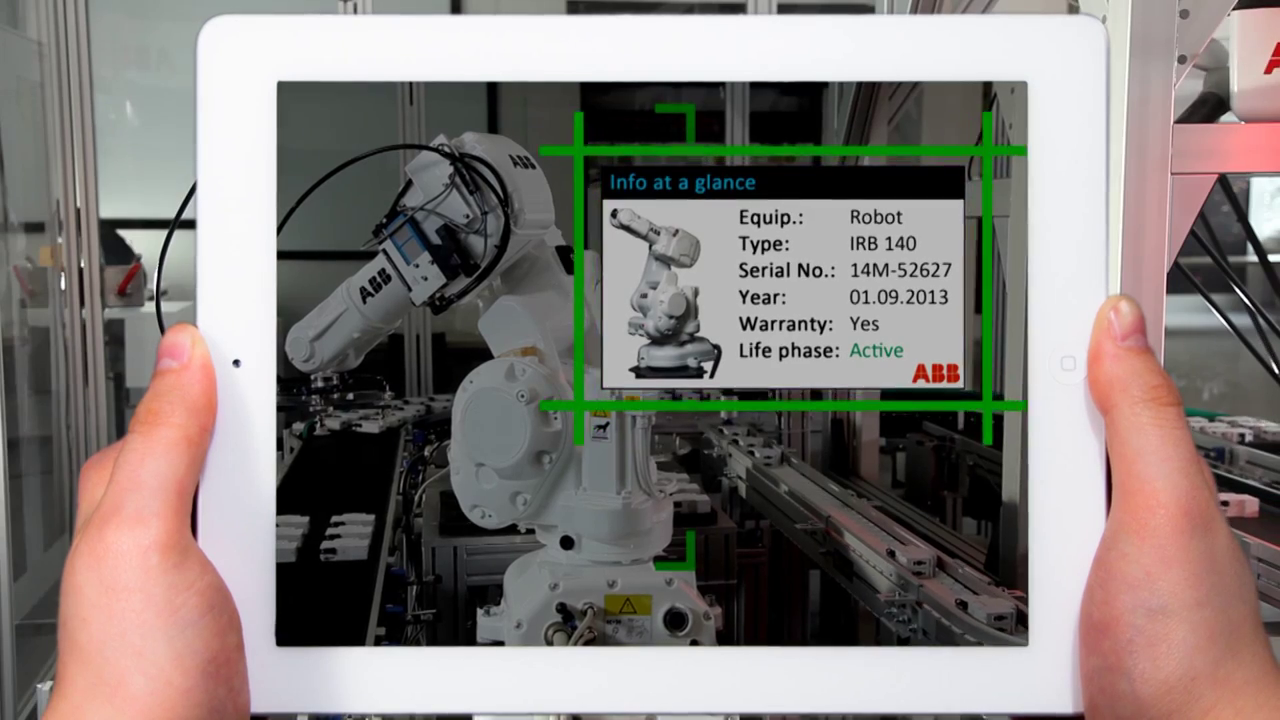 ABB
ABB
Info at a glance
Equip.: Robot
Type: IRB 140
Serial No.: 14M-52627
Year: 01.09.2013
Warranty: Yes
Life phase: Active
ABB